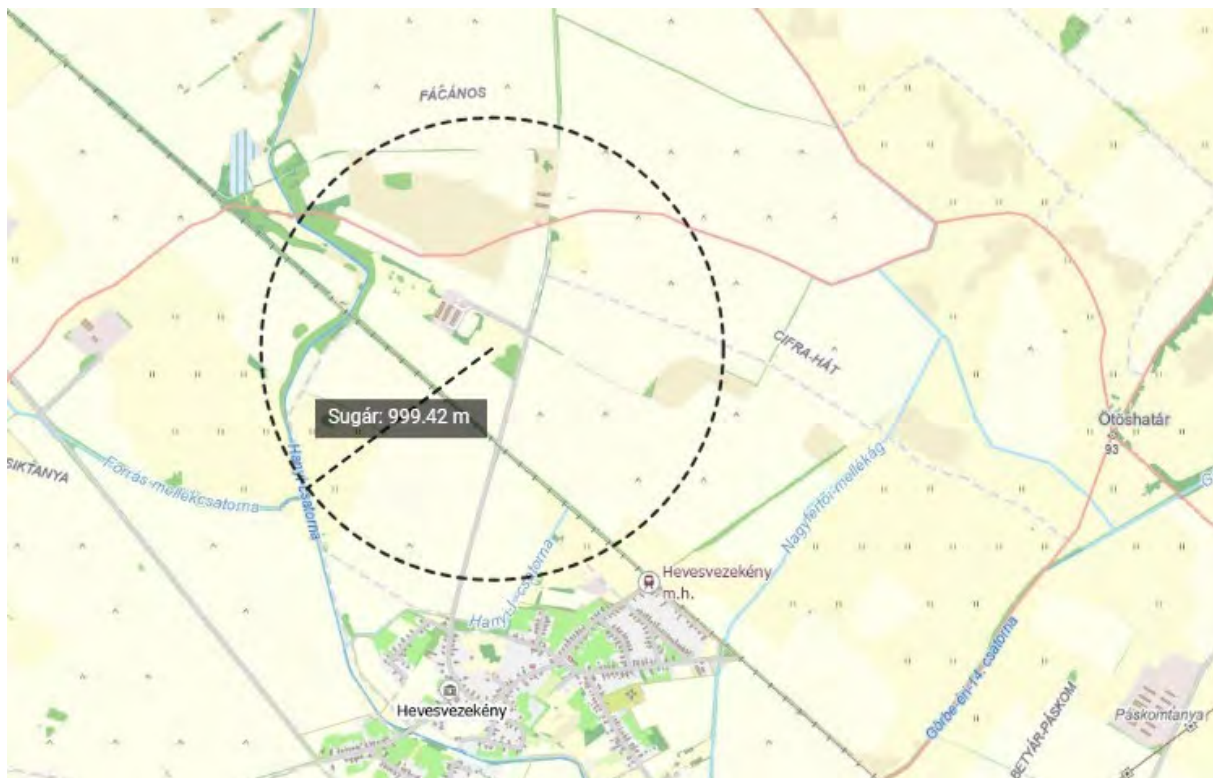 FÁCÁNOS
CIFRA-HÁT
Sugár: 999.42 m
Ötöshatár
93
SIKTANYA
Forrás-mellékcsatorna
Hanyi-csatorna
Nagyfertői-mellékág
Hevesvezekény
m.h.
Hanyi-I-csatorna
Görbe-éri-14. csatorna
Hevesvezekény
BETYÁR-PÁSKOM
Páskomtanya